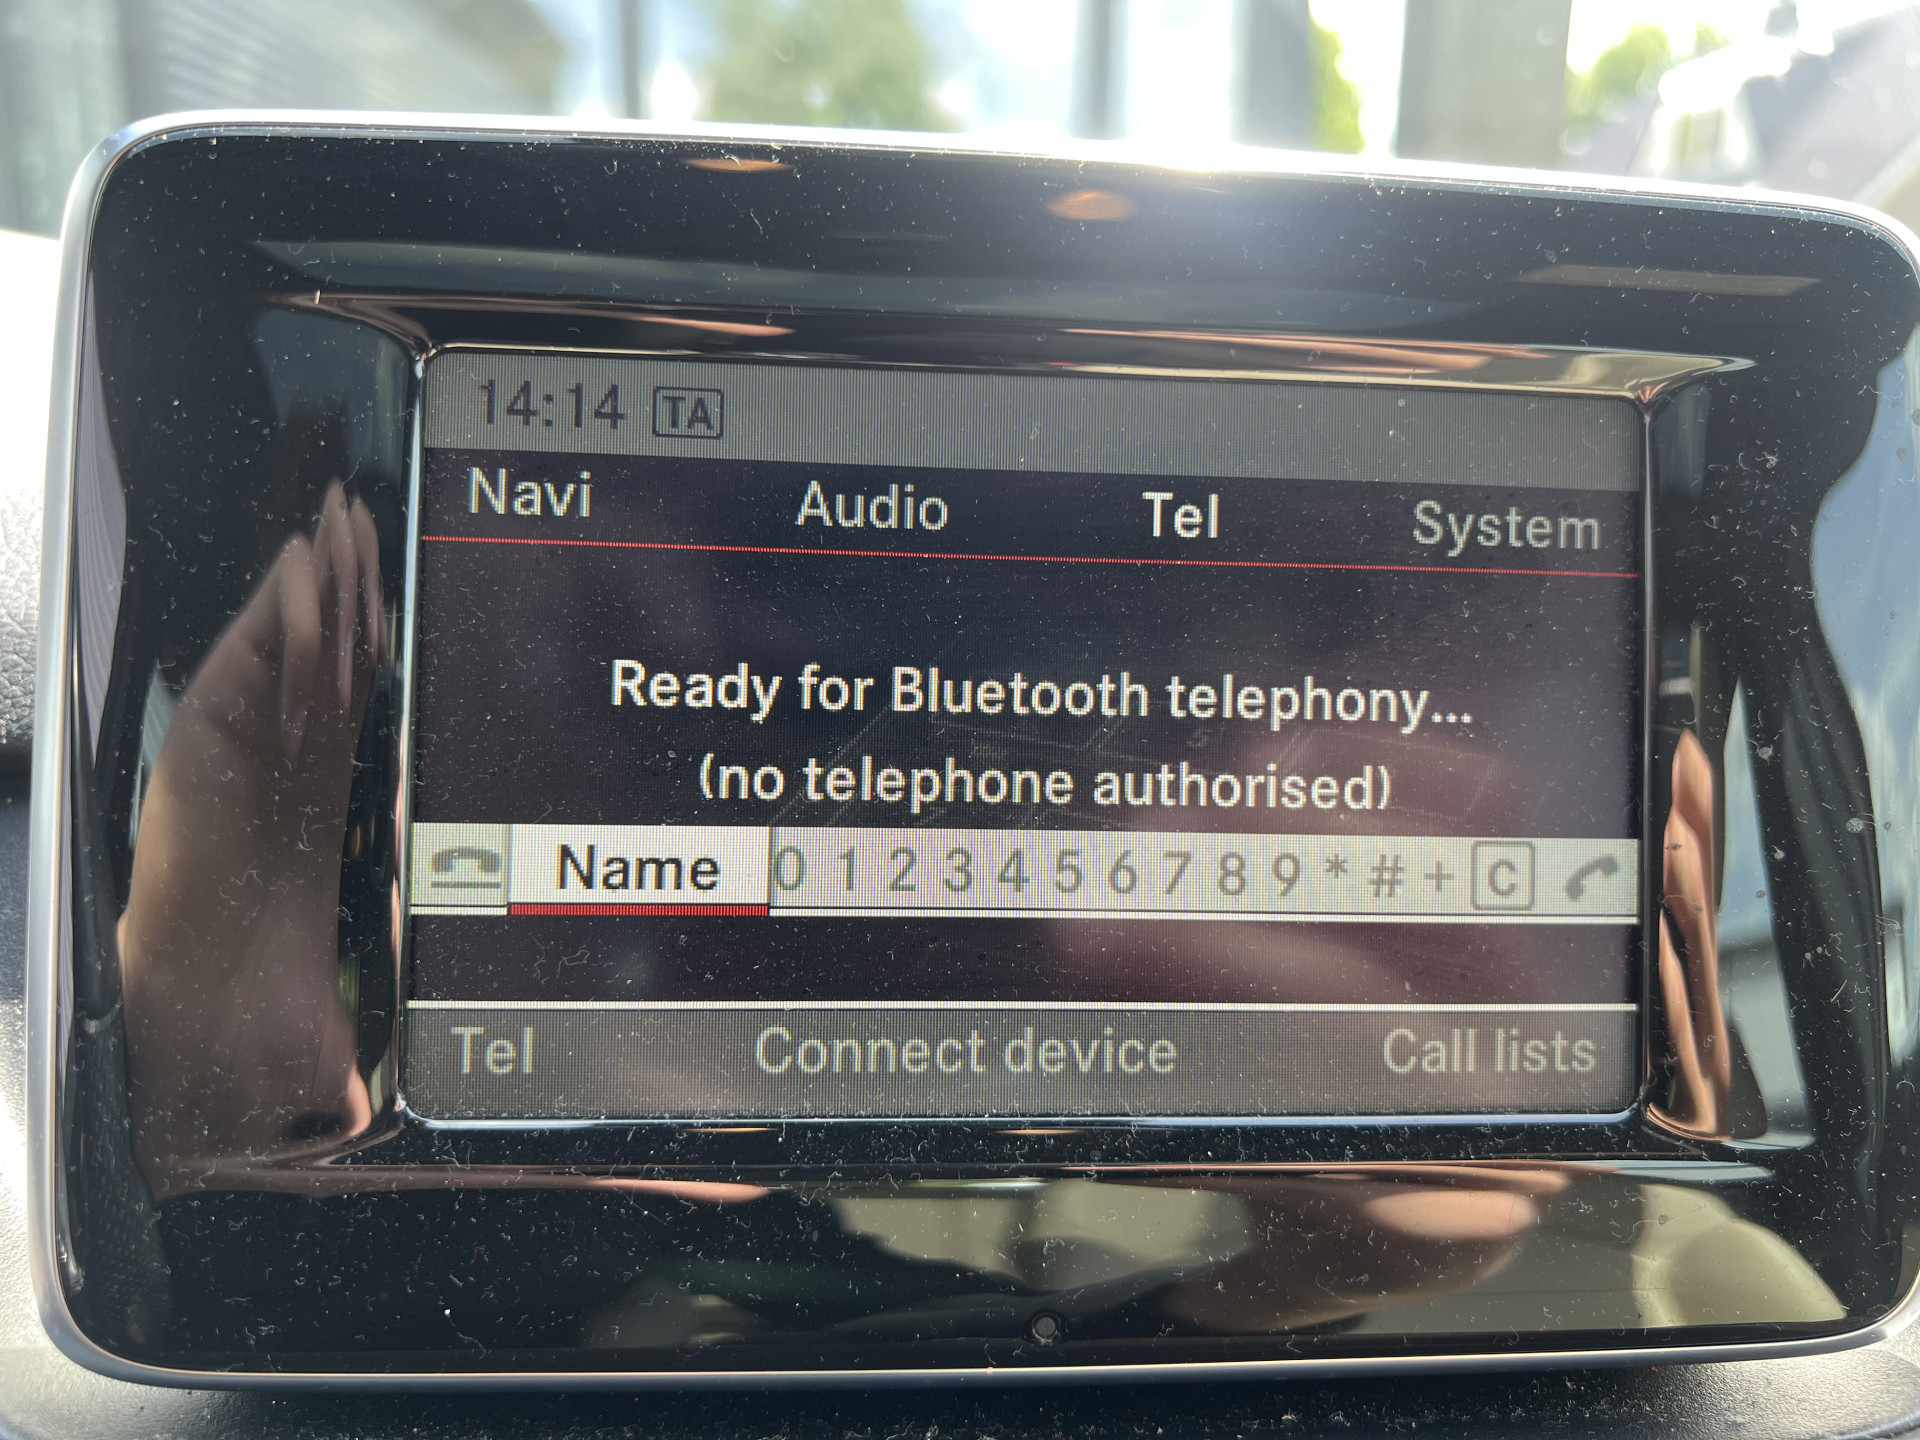 14:14 TA
Navi Audio Tel System
Ready for Bluetooth telephony...
(no telephone authorised)
Name 0 1 2 3 4 5 6 7 8 9 * # + C
Tel Connect device Call lists